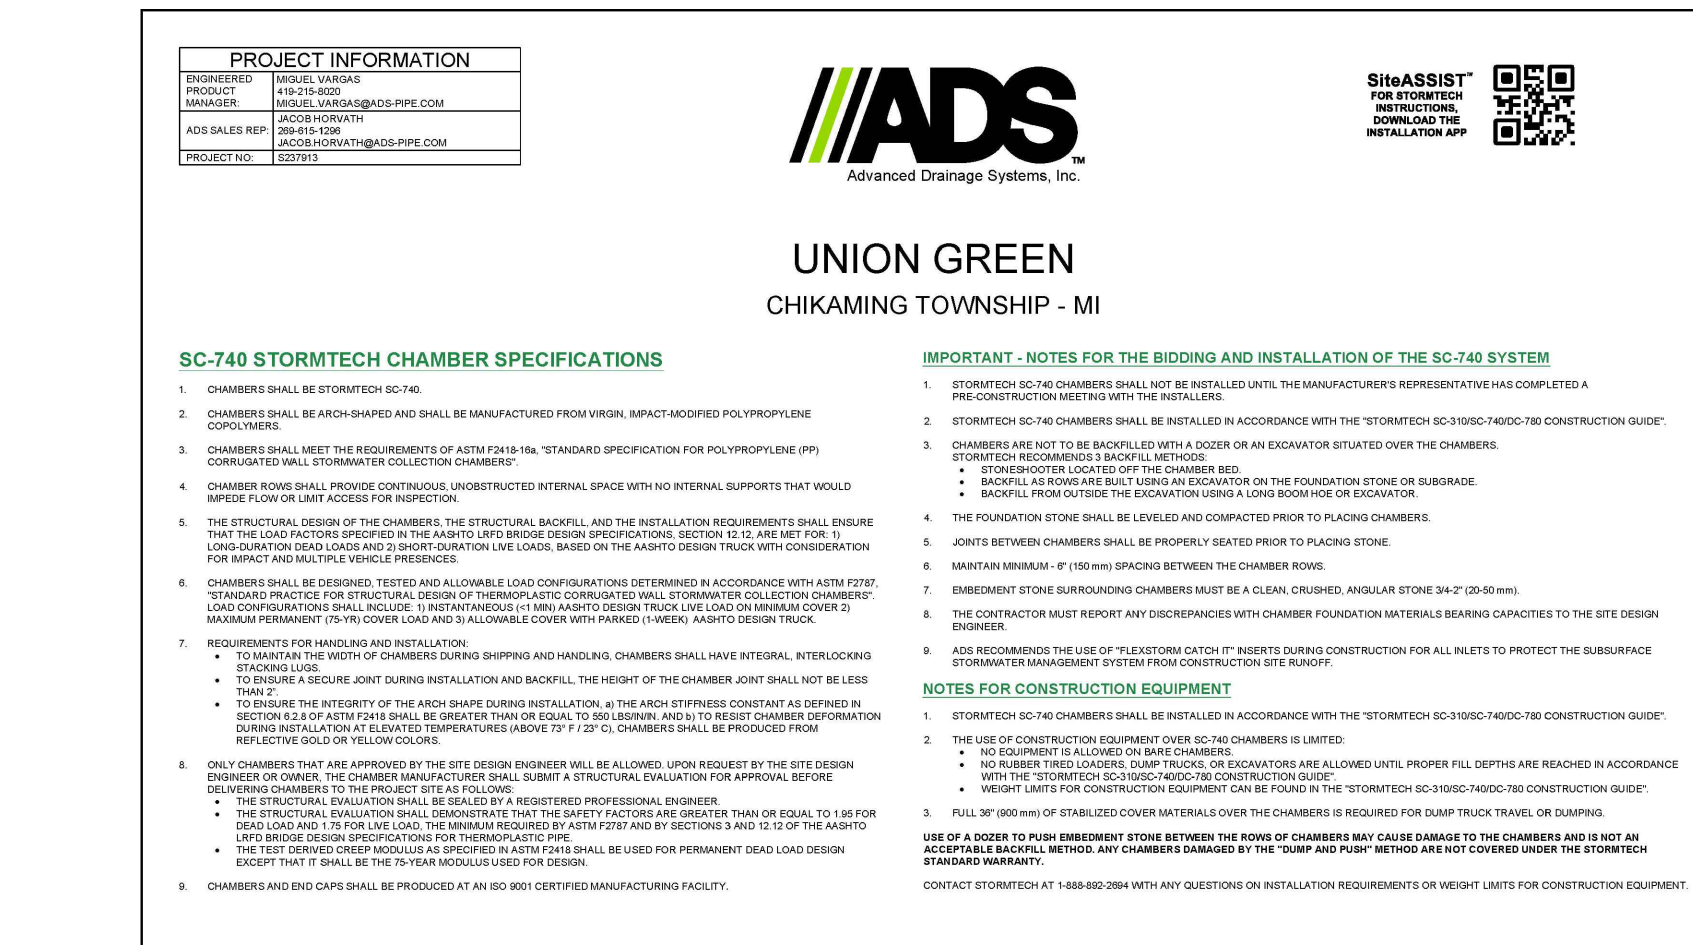 PROJECT INFORMATION
ENGINEERED
PRODUCT
MANAGER:
MIGUEL VARGAS
419-215-8020
MIGUEL.VARGAS@ADS-PIPE.COM
ADS SALES REP:
JACOB HORVATH
269-615-1296
JACOB.HORVATH@ADS-PIPE.COM
PROJECT NO:
S237913
ADS™
Advanced Drainage Systems, Inc.
SiteASSIST™
FOR STORMTECH
INSTRUCTIONS,
DOWNLOAD THE
INSTALLATION APP
UNION GREEN
CHIKAMING TOWNSHIP - MI
SC-740 STORMTECH CHAMBER SPECIFICATIONS
1. CHAMBERS SHALL BE STORMTECH SC-740.
2. CHAMBERS SHALL BE ARCH-SHAPED AND SHALL BE MANUFACTURED FROM VIRGIN, IMPACT-MODIFIED POLYPROPYLENE
COPOLYMERS.
3. CHAMBERS SHALL MEET THE REQUIREMENTS OF ASTM F2418-16a, "STANDARD SPECIFICATION FOR POLYPROPYLENE (PP)
CORRUGATED WALL STORMWATER COLLECTION CHAMBERS".
4. CHAMBER ROWS SHALL PROVIDE CONTINUOUS, UNOBSTRUCTED INTERNAL SPACE WITH NO INTERNAL SUPPORTS THAT WOULD
IMPEDE FLOW OR LIMIT ACCESS FOR INSPECTION.
5. THE STRUCTURAL DESIGN OF THE CHAMBERS, THE STRUCTURAL BACKFILL, AND THE INSTALLATION REQUIREMENTS SHALL ENSURE
THAT THE LOAD FACTORS SPECIFIED IN THE AASHTO LRFD BRIDGE DESIGN SPECIFICATIONS, SECTION 12.12, ARE MET FOR: 1)
LONG-DURATION DEAD LOADS AND 2) SHORT-DURATION LIVE LOADS, BASED ON THE AASHTO DESIGN TRUCK WITH CONSIDERATION
FOR IMPACT AND MULTIPLE VEHICLE PRESENCES.
6. CHAMBERS SHALL BE DESIGNED, TESTED AND ALLOWABLE LOAD CONFIGURATIONS DETERMINED IN ACCORDANCE WITH ASTM F2787,
"STANDARD PRACTICE FOR STRUCTURAL DESIGN OF THERMOPLASTIC CORRUGATED WALL STORMWATER COLLECTION CHAMBERS".
LOAD CONFIGURATIONS SHALL INCLUDE: 1) INSTANTANEOUS (<1 MIN) AASHTO DESIGN TRUCK LIVE LOAD ON MINIMUM COVER 2)
MAXIMUM PERMANENT (75-YR) COVER LOAD AND 3) ALLOWABLE COVER WITH PARKED (1-WEEK) AASHTO DESIGN TRUCK.
7. REQUIREMENTS FOR HANDLING AND INSTALLATION:
• TO MAINTAIN THE WIDTH OF CHAMBERS DURING SHIPPING AND HANDLING, CHAMBERS SHALL HAVE INTEGRAL, INTERLOCKING
STACKING LUGS.
• TO ENSURE A SECURE JOINT DURING INSTALLATION AND BACKFILL, THE HEIGHT OF THE CHAMBER JOINT SHALL NOT BE LESS
THAN 2".
• TO ENSURE THE INTEGRITY OF THE ARCH SHAPE DURING INSTALLATION, a) THE ARCH STIFFNESS CONSTANT AS DEFINED IN
SECTION 6.2.8 OF ASTM F2418 SHALL BE GREATER THAN OR EQUAL TO 550 LBS/IN/IN. AND b) TO RESIST CHAMBER DEFORMATION
DURING INSTALLATION AT ELEVATED TEMPERATURES (ABOVE 73° F / 23° C), CHAMBERS SHALL BE PRODUCED FROM
REFLECTIVE GOLD OR YELLOW COLORS.
8. ONLY CHAMBERS THAT ARE APPROVED BY THE SITE DESIGN ENGINEER WILL BE ALLOWED. UPON REQUEST BY THE SITE DESIGN
ENGINEER OR OWNER, THE CHAMBER MANUFACTURER SHALL SUBMIT A STRUCTURAL EVALUATION FOR APPROVAL BEFORE
DELIVERING CHAMBERS TO THE PROJECT SITE AS FOLLOWS:
• THE STRUCTURAL EVALUATION SHALL BE SEALED BY A REGISTERED PROFESSIONAL ENGINEER.
• THE STRUCTURAL EVALUATION SHALL DEMONSTRATE THAT THE SAFETY FACTORS ARE GREATER THAN OR EQUAL TO 1.95 FOR
DEAD LOAD AND 1.75 FOR LIVE LOAD, THE MINIMUM REQUIRED BY ASTM F2787 AND BY SECTIONS 3 AND 12.12 OF THE AASHTO
LRFD BRIDGE DESIGN SPECIFICATIONS FOR THERMOPLASTIC PIPE.
• THE TEST DERIVED CREEP MODULUS AS SPECIFIED IN ASTM F2418 SHALL BE USED FOR PERMANENT DEAD LOAD DESIGN
EXCEPT THAT IT SHALL BE THE 75-YEAR MODULUS USED FOR DESIGN.
9. CHAMBERS AND END CAPS SHALL BE PRODUCED AT AN ISO 9001 CERTIFIED MANUFACTURING FACILITY.
IMPORTANT - NOTES FOR THE BIDDING AND INSTALLATION OF THE SC-740 SYSTEM
1. STORMTECH SC-740 CHAMBERS SHALL NOT BE INSTALLED UNTIL THE MANUFACTURER'S REPRESENTATIVE HAS COMPLETED A
PRE-CONSTRUCTION MEETING WITH THE INSTALLERS.
2. STORMTECH SC-740 CHAMBERS SHALL BE INSTALLED IN ACCORDANCE WITH THE "STORMTECH SC-310/SC-740/DC-780 CONSTRUCTION GUIDE".
3. CHAMBERS ARE NOT TO BE BACKFILLED WITH A DOZER OR AN EXCAVATOR SITUATED OVER THE CHAMBERS.
STORMTECH RECOMMENDS 3 BACKFILL METHODS:
• STONESHOOTER LOCATED OFF THE CHAMBER BED.
• BACKFILL AS ROWS ARE BUILT USING AN EXCAVATOR ON THE FOUNDATION STONE OR SUBGRADE.
• BACKFILL FROM OUTSIDE THE EXCAVATION USING A LONG BOOM HOE OR EXCAVATOR.
4. THE FOUNDATION STONE SHALL BE LEVELED AND COMPACTED PRIOR TO PLACING CHAMBERS.
5. JOINTS BETWEEN CHAMBERS SHALL BE PROPERLY SEATED PRIOR TO PLACING STONE.
6. MAINTAIN MINIMUM - 6" (150 mm) SPACING BETWEEN THE CHAMBER ROWS.
7. EMBEDMENT STONE SURROUNDING CHAMBERS MUST BE A CLEAN, CRUSHED, ANGULAR STONE 3/4-2" (20-50 mm).
8. THE CONTRACTOR MUST REPORT ANY DISCREPANCIES WITH CHAMBER FOUNDATION MATERIALS BEARING CAPACITIES TO THE SITE DESIGN
ENGINEER.
9. ADS RECOMMENDS THE USE OF "FLEXSTORM CATCH IT" INSERTS DURING CONSTRUCTION FOR ALL INLETS TO PROTECT THE SUBSURFACE
STORMWATER MANAGEMENT SYSTEM FROM CONSTRUCTION SITE RUNOFF.
NOTES FOR CONSTRUCTION EQUIPMENT
1. STORMTECH SC-740 CHAMBERS SHALL BE INSTALLED IN ACCORDANCE WITH THE "STORMTECH SC-310/SC-740/DC-780 CONSTRUCTION GUIDE".
2. THE USE OF CONSTRUCTION EQUIPMENT OVER SC-740 CHAMBERS IS LIMITED:
• NO EQUIPMENT IS ALLOWED ON BARE CHAMBERS.
• NO RUBBER TIRED LOADERS, DUMP TRUCKS, OR EXCAVATORS ARE ALLOWED UNTIL PROPER FILL DEPTHS ARE REACHED IN ACCORDANCE
WITH THE "STORMTECH SC-310/SC-740/DC-780 CONSTRUCTION GUIDE".
• WEIGHT LIMITS FOR CONSTRUCTION EQUIPMENT CAN BE FOUND IN THE "STORMTECH SC-310/SC-740/DC-780 CONSTRUCTION GUIDE".
3. FULL 36" (900 mm) OF STABILIZED COVER MATERIALS OVER THE CHAMBERS IS REQUIRED FOR DUMP TRUCK TRAVEL OR DUMPING.
USE OF A DOZER TO PUSH EMBEDMENT STONE BETWEEN THE ROWS OF CHAMBERS MAY CAUSE DAMAGE TO THE CHAMBERS AND IS NOT AN
ACCEPTABLE BACKFILL METHOD. ANY CHAMBERS DAMAGED BY THE "DUMP AND PUSH" METHOD ARE NOT COVERED UNDER THE STORMTECH
STANDARD WARRANTY.
CONTACT STORMTECH AT 1-888-892-2694 WITH ANY QUESTIONS ON INSTALLATION REQUIREMENTS OR WEIGHT LIMITS FOR CONSTRUCTION EQUIPMENT.